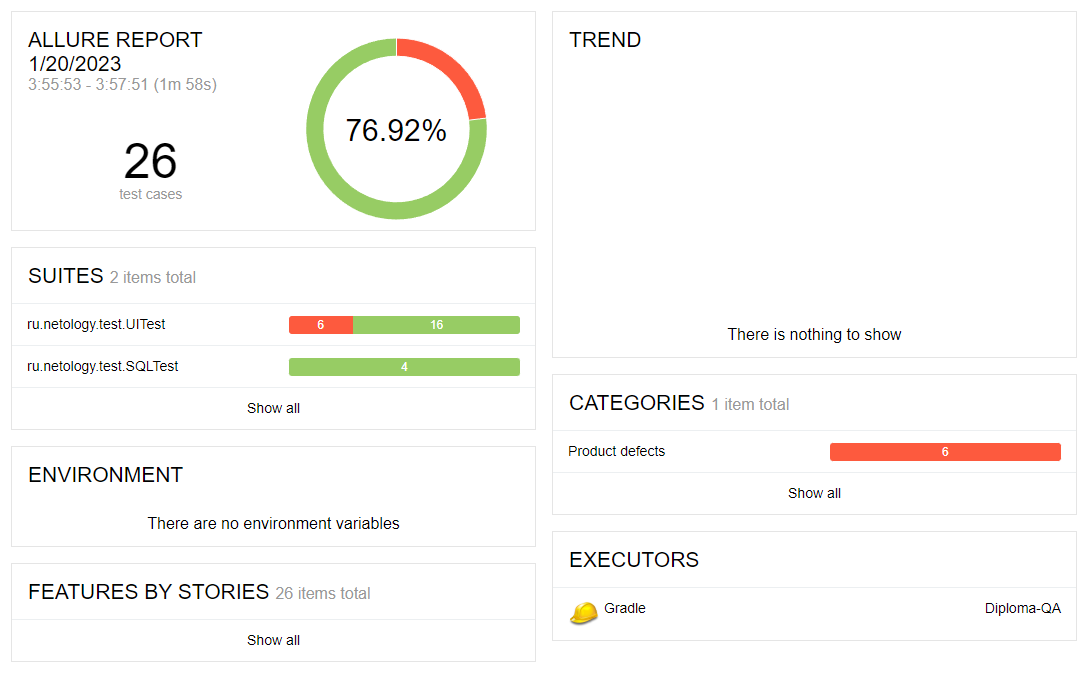 ALLURE REPORT
1/20/2023
3:55:53 - 3:57:51 (1m 58s)
26
test cases
76.92%
SUITES 2 items total
ru.netology.test.UITest 6 16
ru.netology.test.SQLTest 4
Show all
ENVIRONMENT
There are no environment variables
FEATURES BY STORIES 26 items total
Show all
TREND
There is nothing to show
CATEGORIES 1 item total
Product defects 6
Show all
EXECUTORS
Gradle Diploma-QA